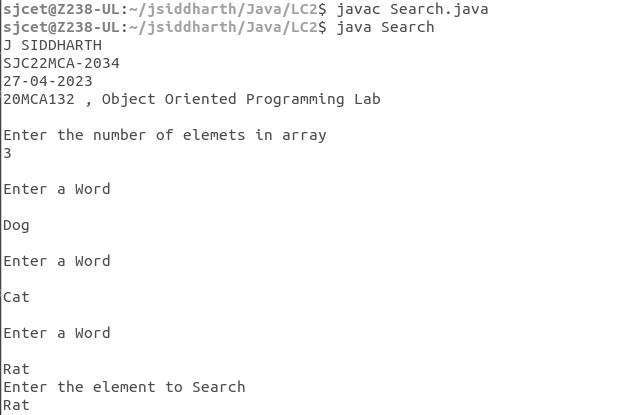 sjcet@Z238-UL:~/jsiddharth/Java/LC2$ javac Search.java
sjcet@Z238-UL:~/jsiddharth/Java/LC2$ java Search
J SIDDHARTH
SJC22MCA-2034
27-04-2023
20MCA132 , Object Oriented Programming Lab
Enter the number of elemets in array
3
Enter a Word
Dog
Enter a Word
Cat
Enter a Word
Rat
Enter the element to Search
Rat